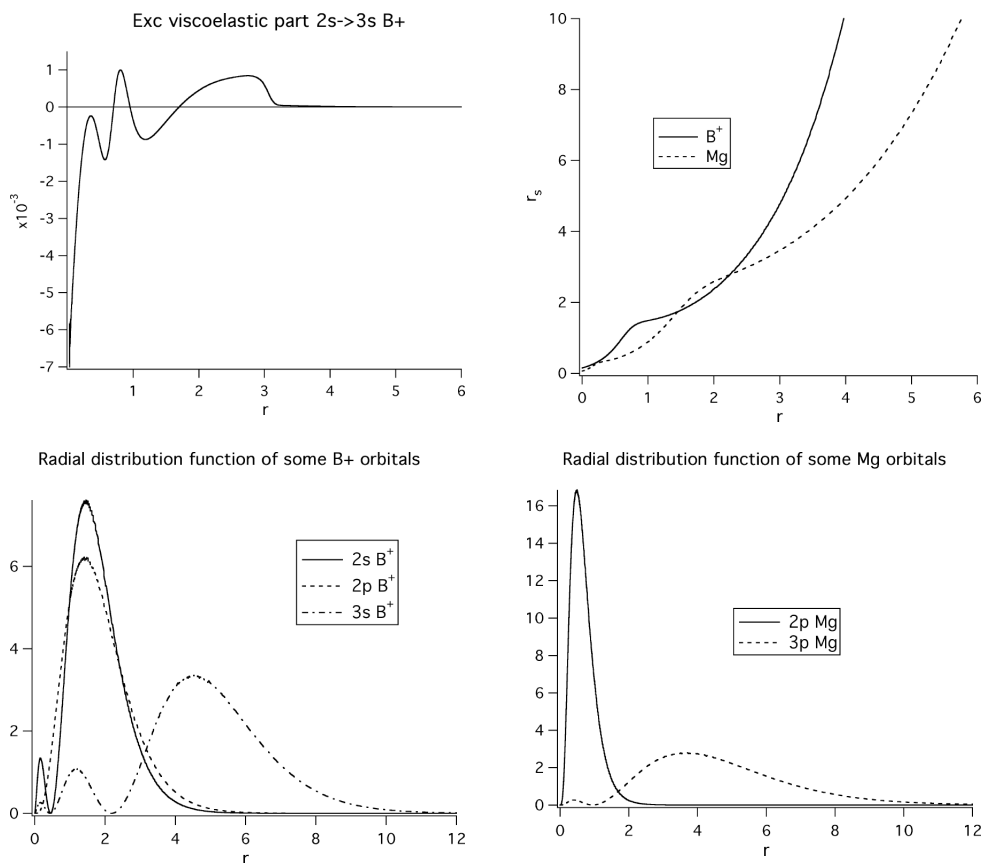 Exc viscoelastic part 2s->3s B+
1
0
-1
-2
-3
-4
-5
-6
-7
x10⁻³
1 2 3 4 5 6
r
10
8
6
4
2
0
rₛ
B⁺
Mg
0 1 2 3 4 5 6
r
Radial distribution function of some B+ orbitals
6
4
2
0
2s B⁺
2p B⁺
3s B⁺
0 2 4 6 8 10 12
r
Radial distribution function of some Mg orbitals
16
14
12
10
8
6
4
2
0
2p Mg
3p Mg
0 2 4 6 8 10 12
r